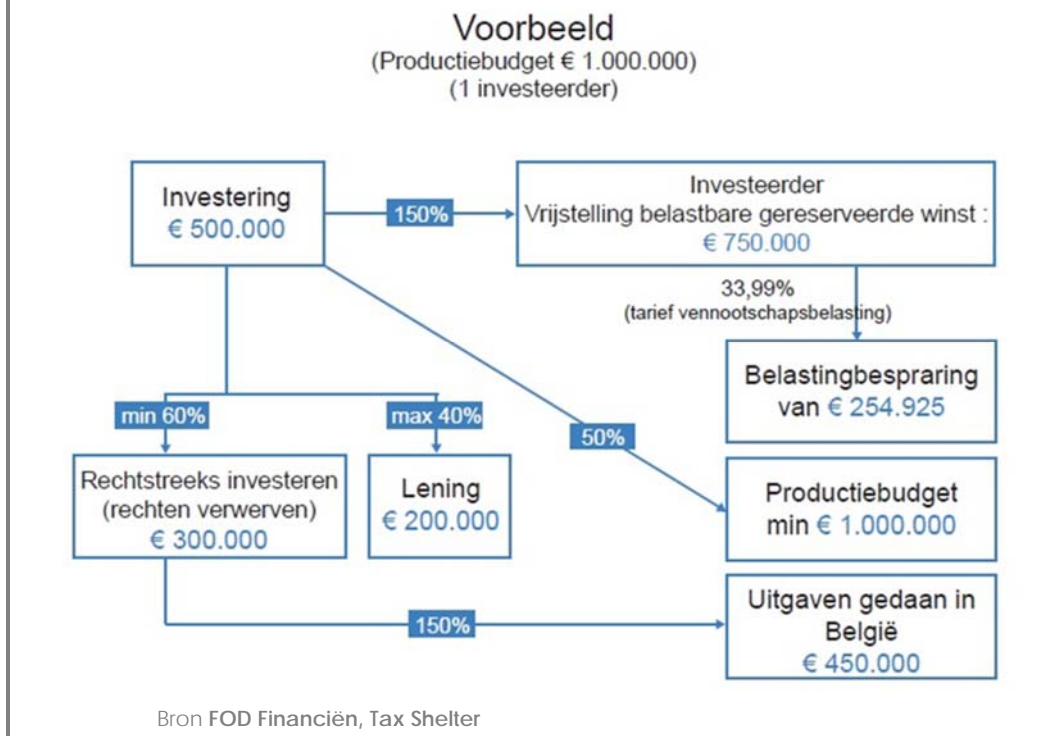 Voorbeeld
(Productiebudget € 1.000.000)
(1 investeerder)
Investering
€ 500.000
150%
Investeerder
Vrijstelling belastbare gereserveerde winst :
€ 750.000
33,99%
(tarief vennootschapsbelasting)
Belastingbespraring
van € 254.925
min 60%
max 40%
50%
Rechtstreeks investeren
(rechten verwerven)
€ 300.000
Lening
€ 200.000
Productiebudget
min € 1.000.000
150%
Uitgaven gedaan in
België
€ 450.000
Bron FOD Financiën, Tax Shelter